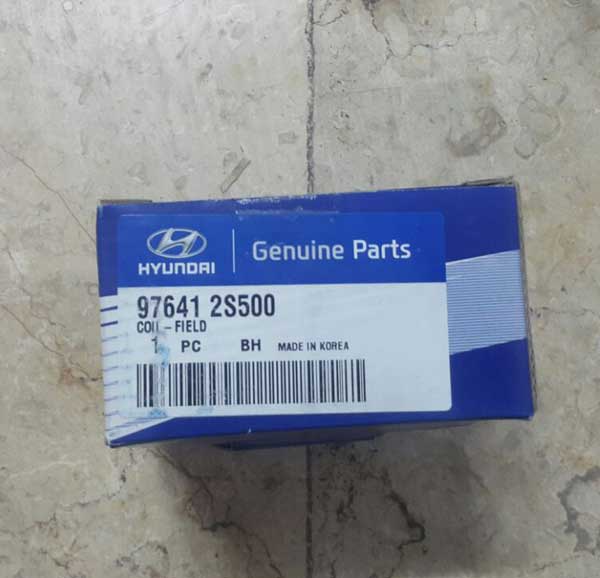 HYUNDAI
Genuine Parts
97641 2S500
COIL-FIELD
1 PC BH MADE IN KOREA